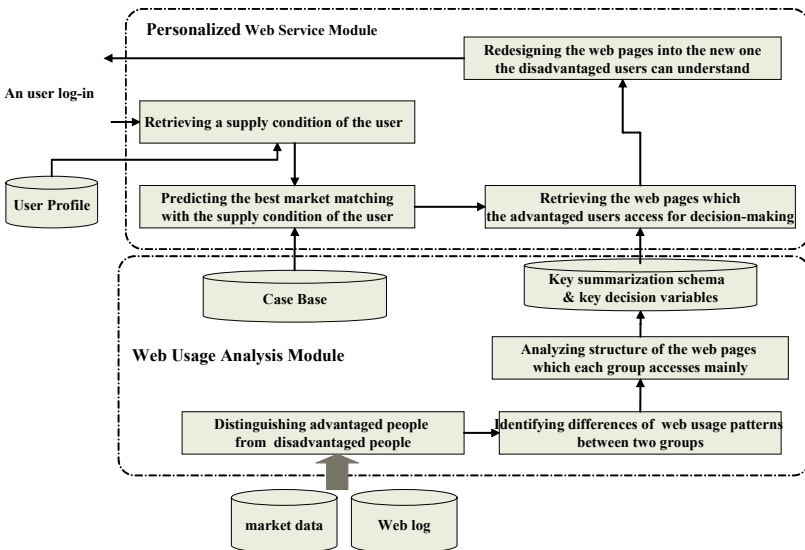 Personalized Web Service Module
Redesigning the web pages into the new one
the disadvantaged users can understand
An user log-in
Retrieving a supply condition of the user
User Profile
Predicting the best market matching
with the supply condition of the user
Retrieving the web pages which
the advantaged users access for decision-making
Case Base
Key summarization schema
& key decision variables
Web Usage Analysis Module
Analyzing structure of the web pages
which each group accesses mainly
Distinguishing advantaged people
from disadvantaged people
Identifying differences of web usage patterns
between two groups
market data
Web log